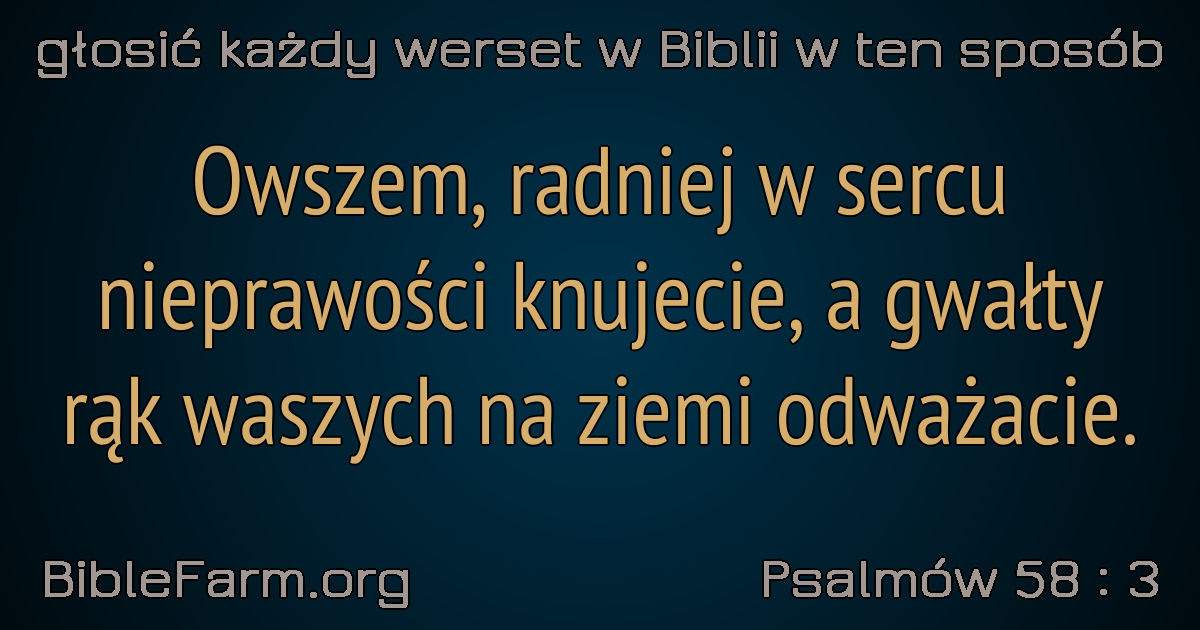 głosić każdy werset w Biblii w ten sposób
Owszem, radniej w sercu
nieprawości knujecie, a gwałty
rąk waszych na ziemi odważacie.
BibleFarm.org
Psalmów 58 : 3